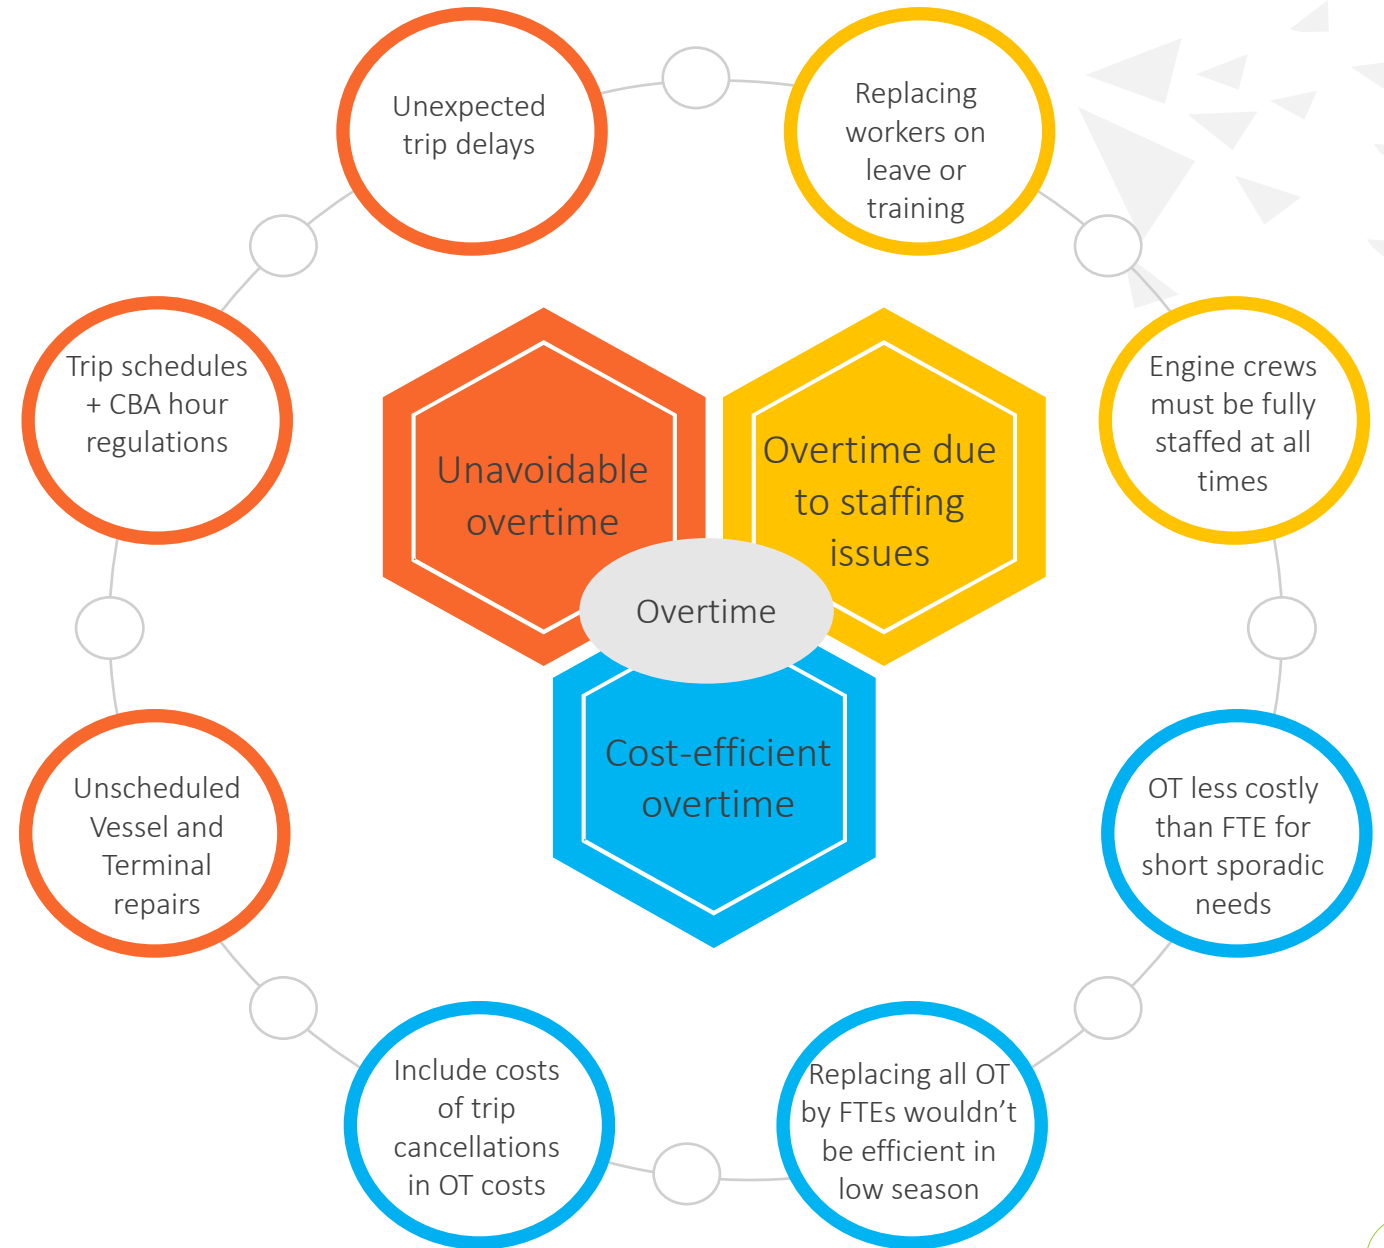 Unexpected
trip delays
Replacing
workers on
leave or
training
Trip schedules
+ CBA hour
regulations
Engine crews
must be fully
staffed at all
times
Unavoidable
overtime
Overtime due
to staffing
issues
Overtime
Cost-efficient
overtime
Unscheduled
Vessel and
Terminal
repairs
OT less costly
than FTE for
short sporadic
needs
Include costs
of trip
cancellations
in OT costs
Replacing all OT
by FTEs wouldn’t
be efficient in
low season